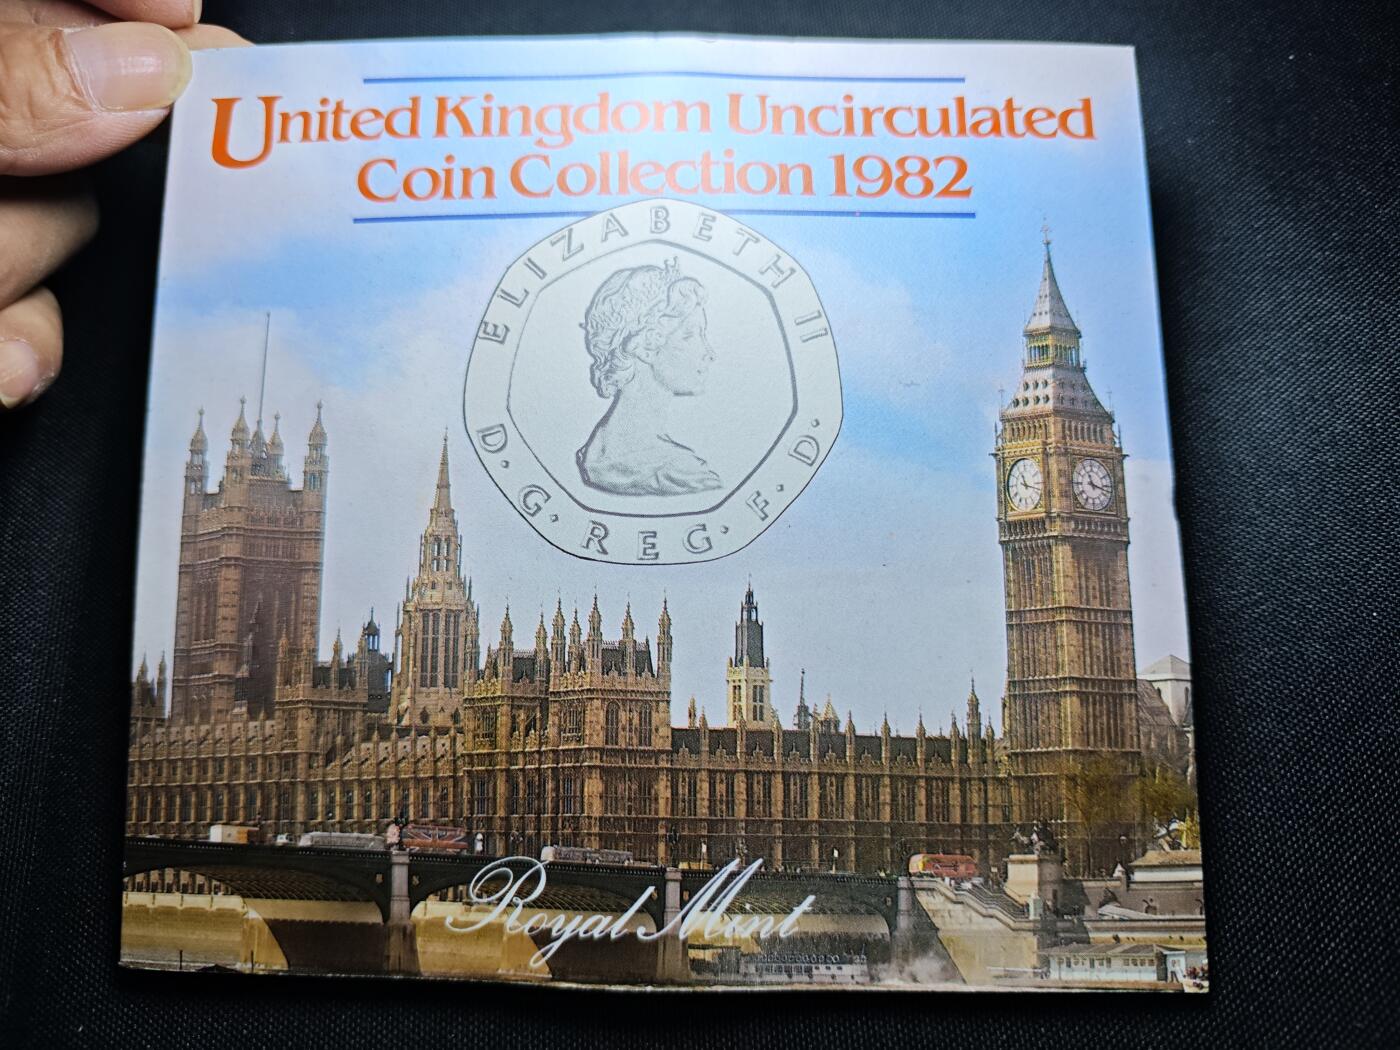 United Kingdom Uncirculated
Coin Collection 1982
ELIZABETH II
D·G·REG·F·D·
Royal Mint